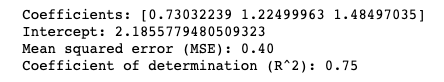 Coefficients: [0.73032239 1.22499963 1.48497035]
Intercept: 2.1855779480509323
Mean squared error (MSE): 0.40
Coefficient of determination (R^2): 0.75